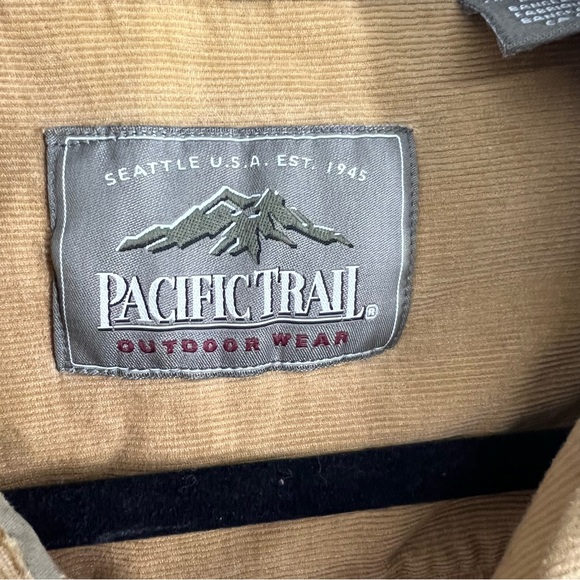 SEATTLE U.S.A. EST. 1945
PACIFIC TRAIL®
OUTDOOR WEAR